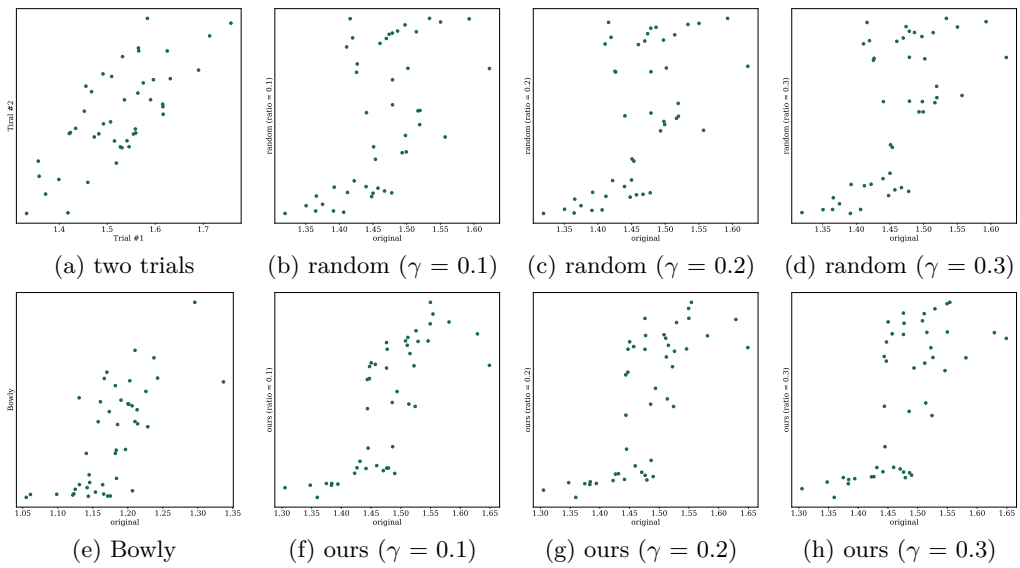 Tiral #2
1.4 1.5 1.6 1.7
Trial #1
(a) two trials
random (ratio = 0.1)
1.35 1.40 1.45 1.50 1.55 1.60
original
(b) random (γ = 0.1)
random (ratio = 0.2)
1.35 1.40 1.45 1.50 1.55 1.60
original
(c) random (γ = 0.2)
random (ratio = 0.3)
1.35 1.40 1.45 1.50 1.55 1.60
original
(d) random (γ = 0.3)
Bowly
1.05 1.10 1.20 1.20 1.30 1.35
original
(e) Bowly
ours (ratio = 0.1)
1.30 1.35 1.40 1.45 1.50 1.55 1.60 1.65
original
(f) ours (γ = 0.1)
ours (ratio = 0.2)
1.30 1.35 1.40 1.45 1.50 1.55 1.60 1.65
original
(g) ours (γ = 0.2)
ours (ratio = 0.3)
1.30 1.35 1.40 1.45 1.50 1.55 1.60 1.65
original
(h) ours (γ = 0.3)